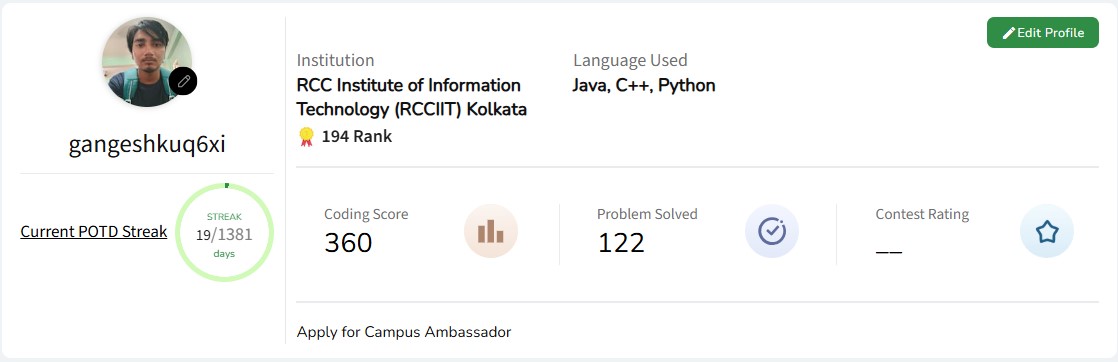 gangeshkuq6xi
Current POTD Streak
STREAK
19/1381
days
Edit Profile
Institution
RCC Institute of Information
Technology (RCCIIT) Kolkata
194 Rank
Language Used
Java, C++, Python
Coding Score
360
Problem Solved
122
Contest Rating
__
Apply for Campus Ambassador